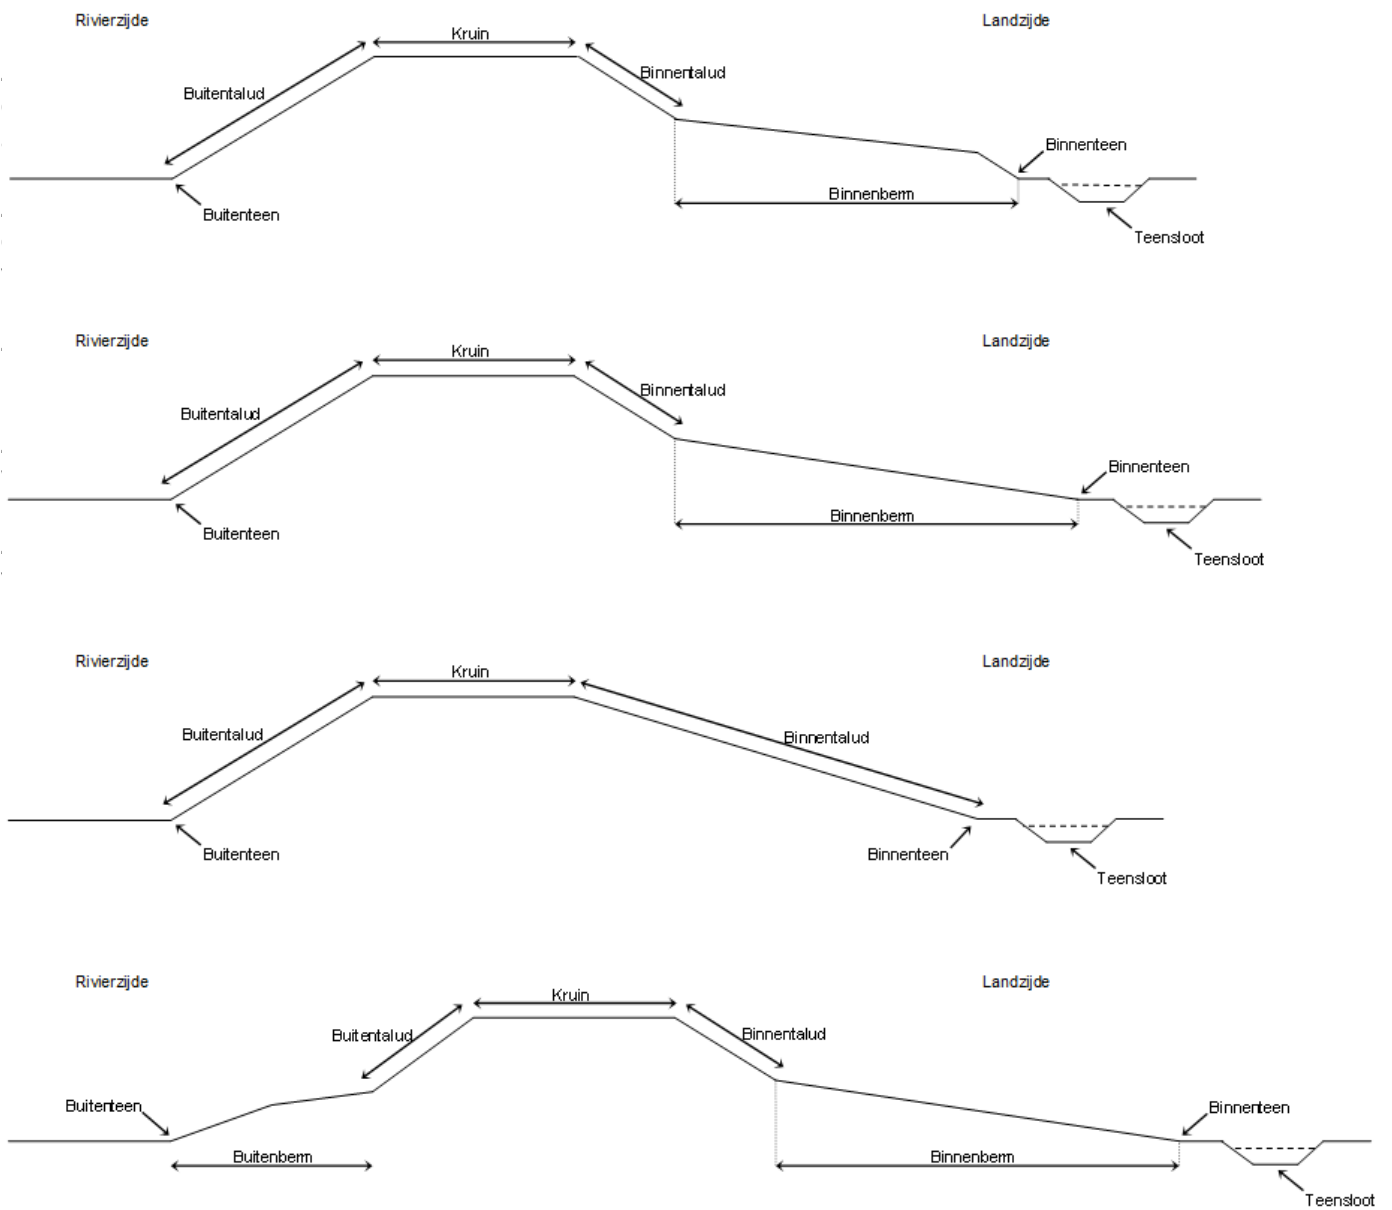 Rivierzijde
Landzijde
Kruin
Buitentalud
Binnentalud
Binnenteen
Binnenberm
Buitenteen
Teensloot
Rivierzijde
Landzijde
Kruin
Buitentalud
Binnentalud
Binnenteen
Binnenberm
Buitenteen
Teensloot
Rivierzijde
Landzijde
Kruin
Buitentalud
Binnentalud
Buitenteen
Binnenteen
Teensloot
Rivierzijde
Landzijde
Kruin
Buitentalud
Binnentalud
Buitenteen
Binnenteen
Buitenberm
Binnenberm
Teensloot